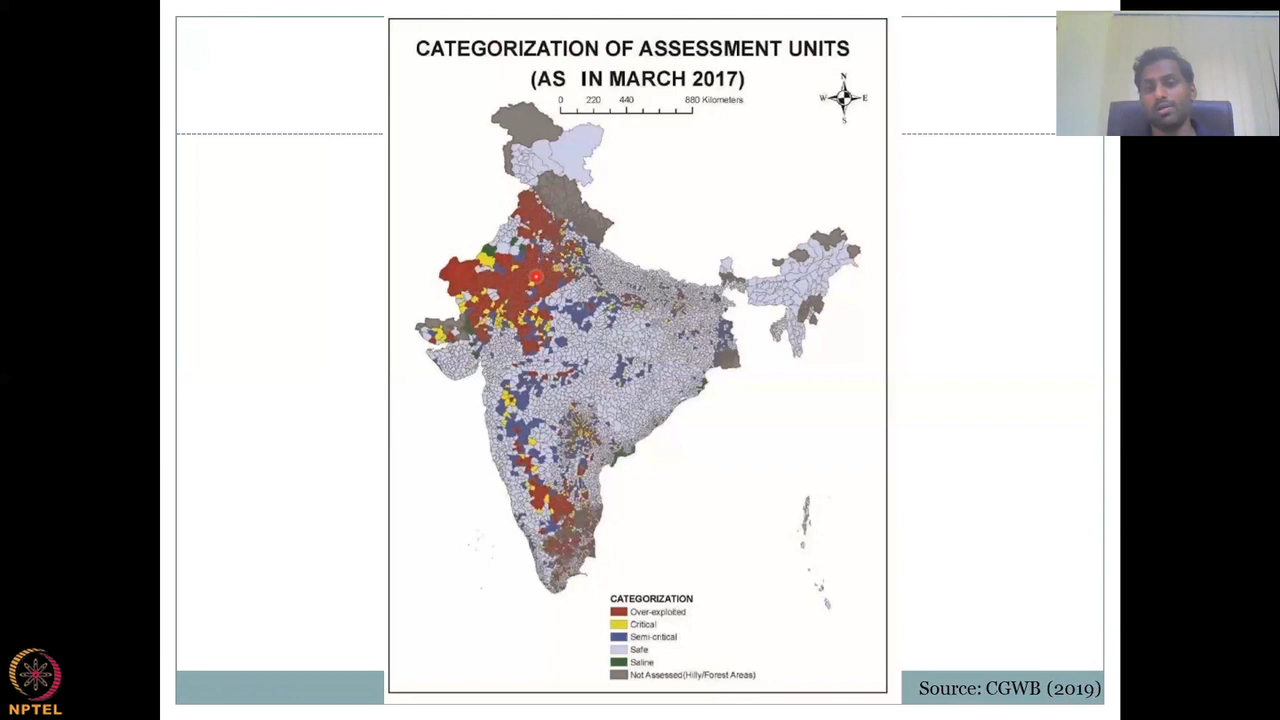 CATEGORIZATION OF ASSESSMENT UNITS
(AS IN MARCH 2017)
0 220 440 880 Kilometers
N
W E
S
CATEGORIZATION
Over-exploited
Critical
Semi-critical
Safe
Saline
Not Assessed(Hilly/Forest Areas)
Source: CGWB (2019)
NPTEL